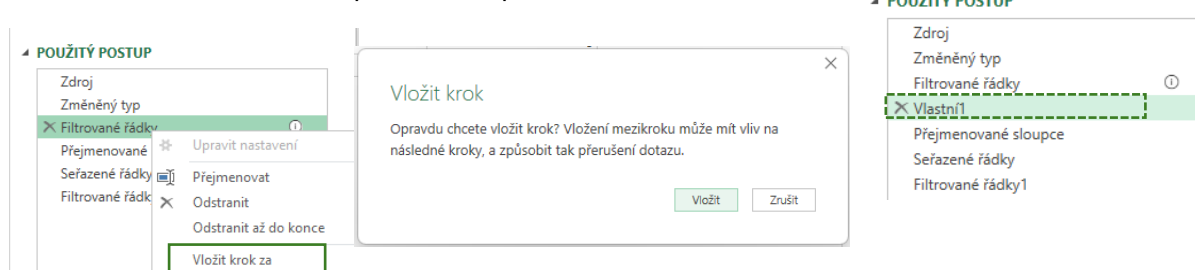 POUŽITÝ POSTUP
Zdroj
Změněný typ
Filtrované řádky
Přejmenované
Seřazené řádky
Filtrované řádk
Upravit nastavení
Přejmenovat
Odstranit
Odstranit až do konce
Vložit krok za
Vložit krok
Opravdu chcete vložit krok? Vložení mezikroku může mít vliv na
následné kroky, a způsobit tak přerušení dotazu.
Vložit
Zrušit
POUŽITÝ POSTUP
Zdroj
Změněný typ
Filtrované řádky
Vlastní1
Přejmenované sloupce
Seřazené řádky
Filtrované řádky1